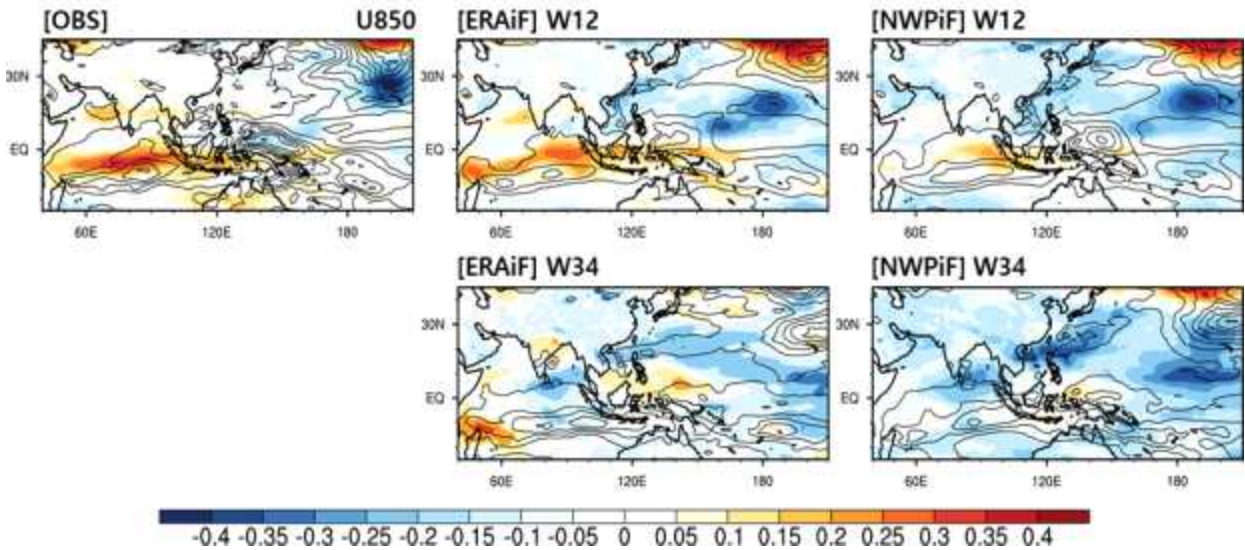 [OBS] U850 [ERAiF] W12 [NWPiF] W12
30N 30N 30N
EQ EQ EQ
60E 120E 180 60E 120E 180 60E 120E 180
[ERAiF] W34 [NWPiF] W34
30N 30N
EQ EQ
60E 120E 180 60E 120E 180
-0.4 -0.35 -0.3 -0.25 -0.2 -0.15 -0.1 -0.05 0 0.05 0.1 0.15 0.2 0.25 0.3 0.35 0.4